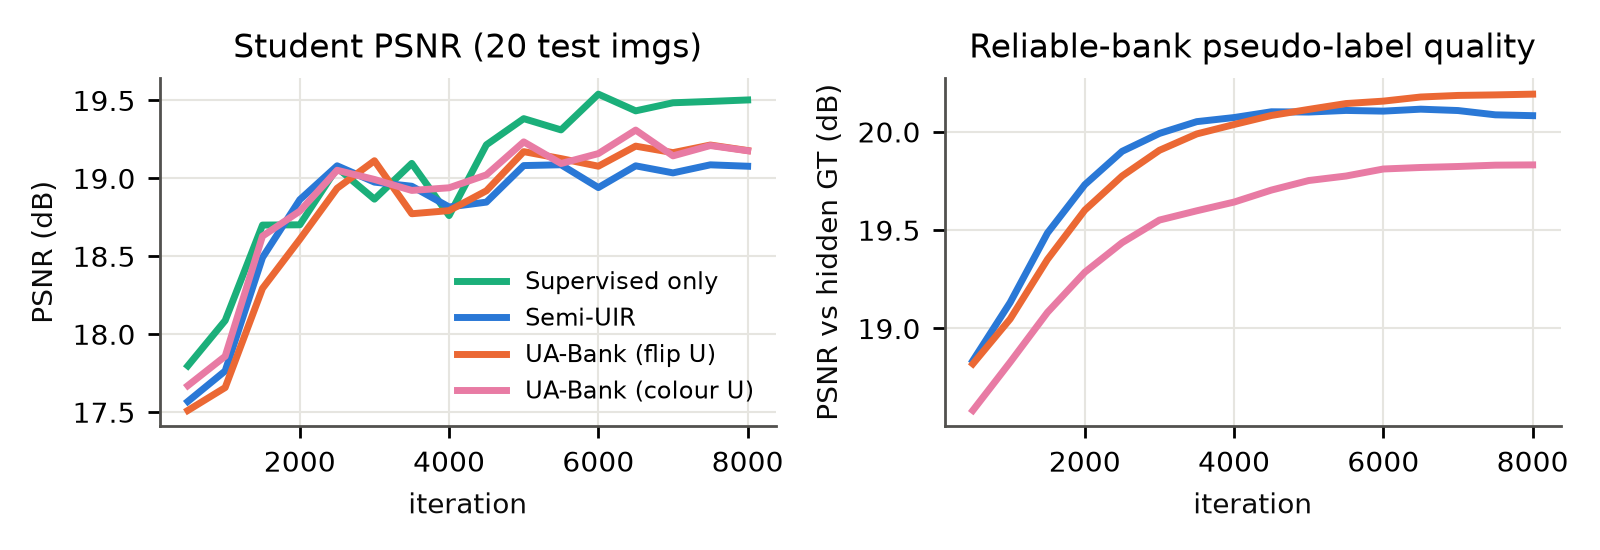 Student PSNR (20 test imgs)
PSNR (dB)
19.5
19.0
18.5
18.0
17.5
Supervised only
Semi-UIR
UA-Bank (flip U)
UA-Bank (colour U)
2000 4000 6000 8000
iteration
Reliable-bank pseudo-label quality
PSNR vs hidden GT (dB)
20.0
19.5
19.0
2000 4000 6000 8000
iteration